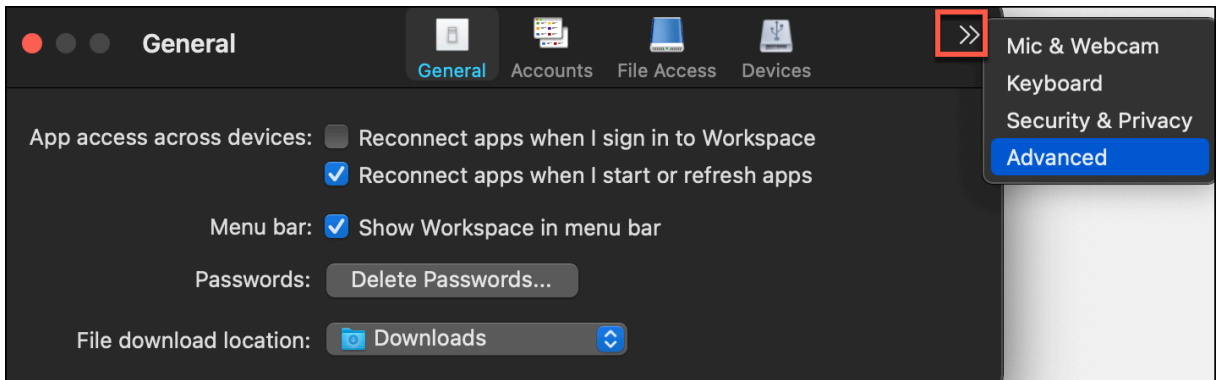 General
General Accounts File Access Devices
Mic & Webcam
Keyboard
Security & Privacy
Advanced
App access across devices: Reconnect apps when I sign in to Workspace
Reconnect apps when I start or refresh apps
Menu bar: Show Workspace in menu bar
Passwords: Delete Passwords...
File download location: Downloads